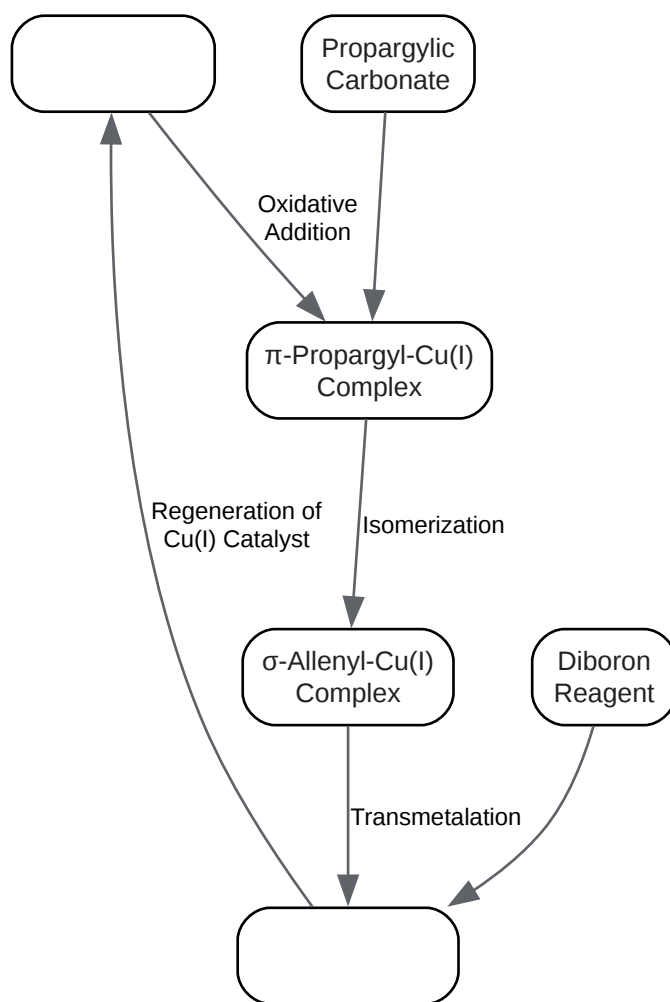 Propargylic
Carbonate
Oxidative
Addition
π-Propargyl-Cu(I)
Complex
Regeneration of
Cu(I) Catalyst
Isomerization
σ-Allenyl-Cu(I)
Complex
Diboron
Reagent
Transmetalation